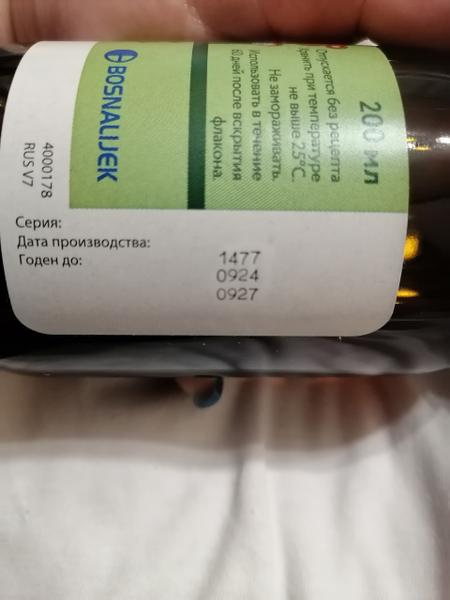 200 мл
Отпускается без рецепта
Хранить при температуре
не выше 25°C.
Не замораживать.
Использовать в течение
60 дней после вскрытия
флакона.
BOSNALIJEK
4000178
RUS V7
Серия:
Дата производства:
Годен до:
1477
0924
0927